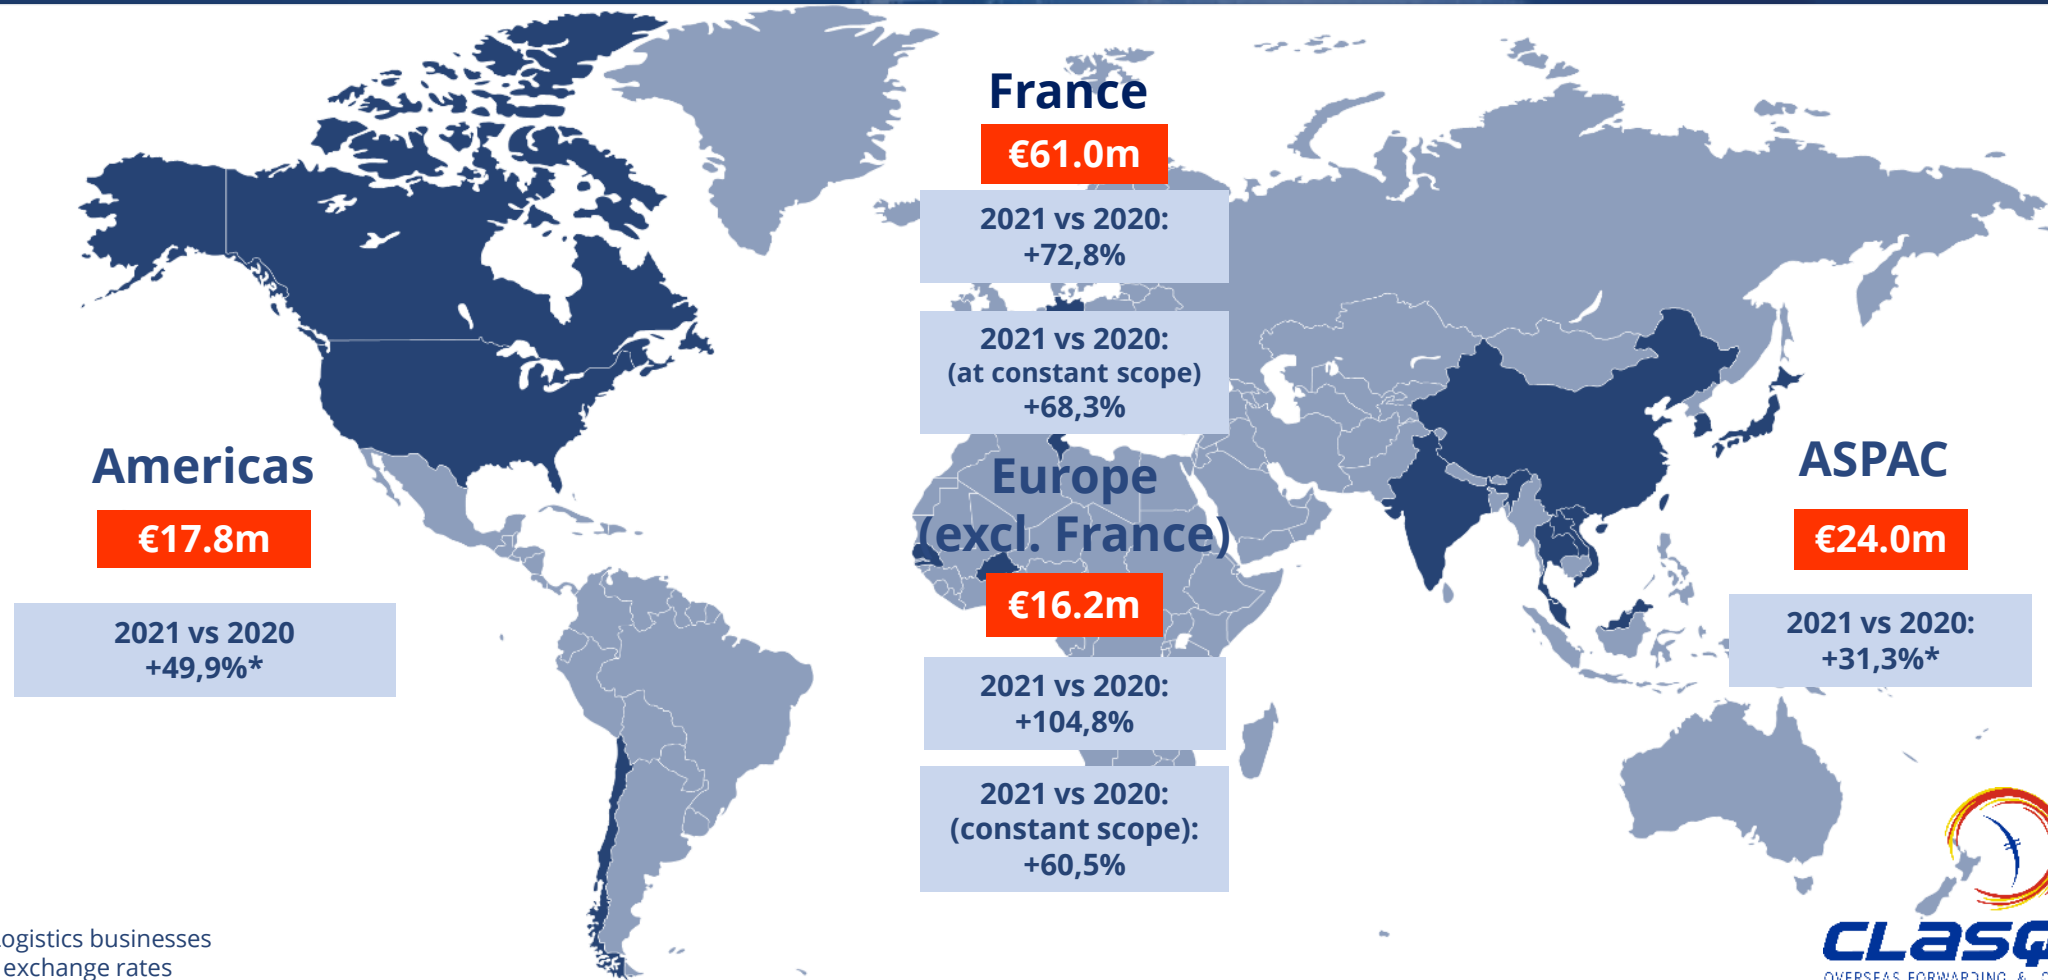 France
€61.0m
2021 vs 2020:
+72,8%
2021 vs 2020:
(at constant scope)
+68,3%
Americas
€17.8m
2021 vs 2020
+49,9%*
Europe
(excl. France)
€16.2m
2021 vs 2020:
+104,8%
2021 vs 2020:
(constant scope):
+60,5%
ASPAC
€24.0m
2021 vs 2020:
+31,3%*
businesses
exchange rates
OVERSEAS FORWARDING &